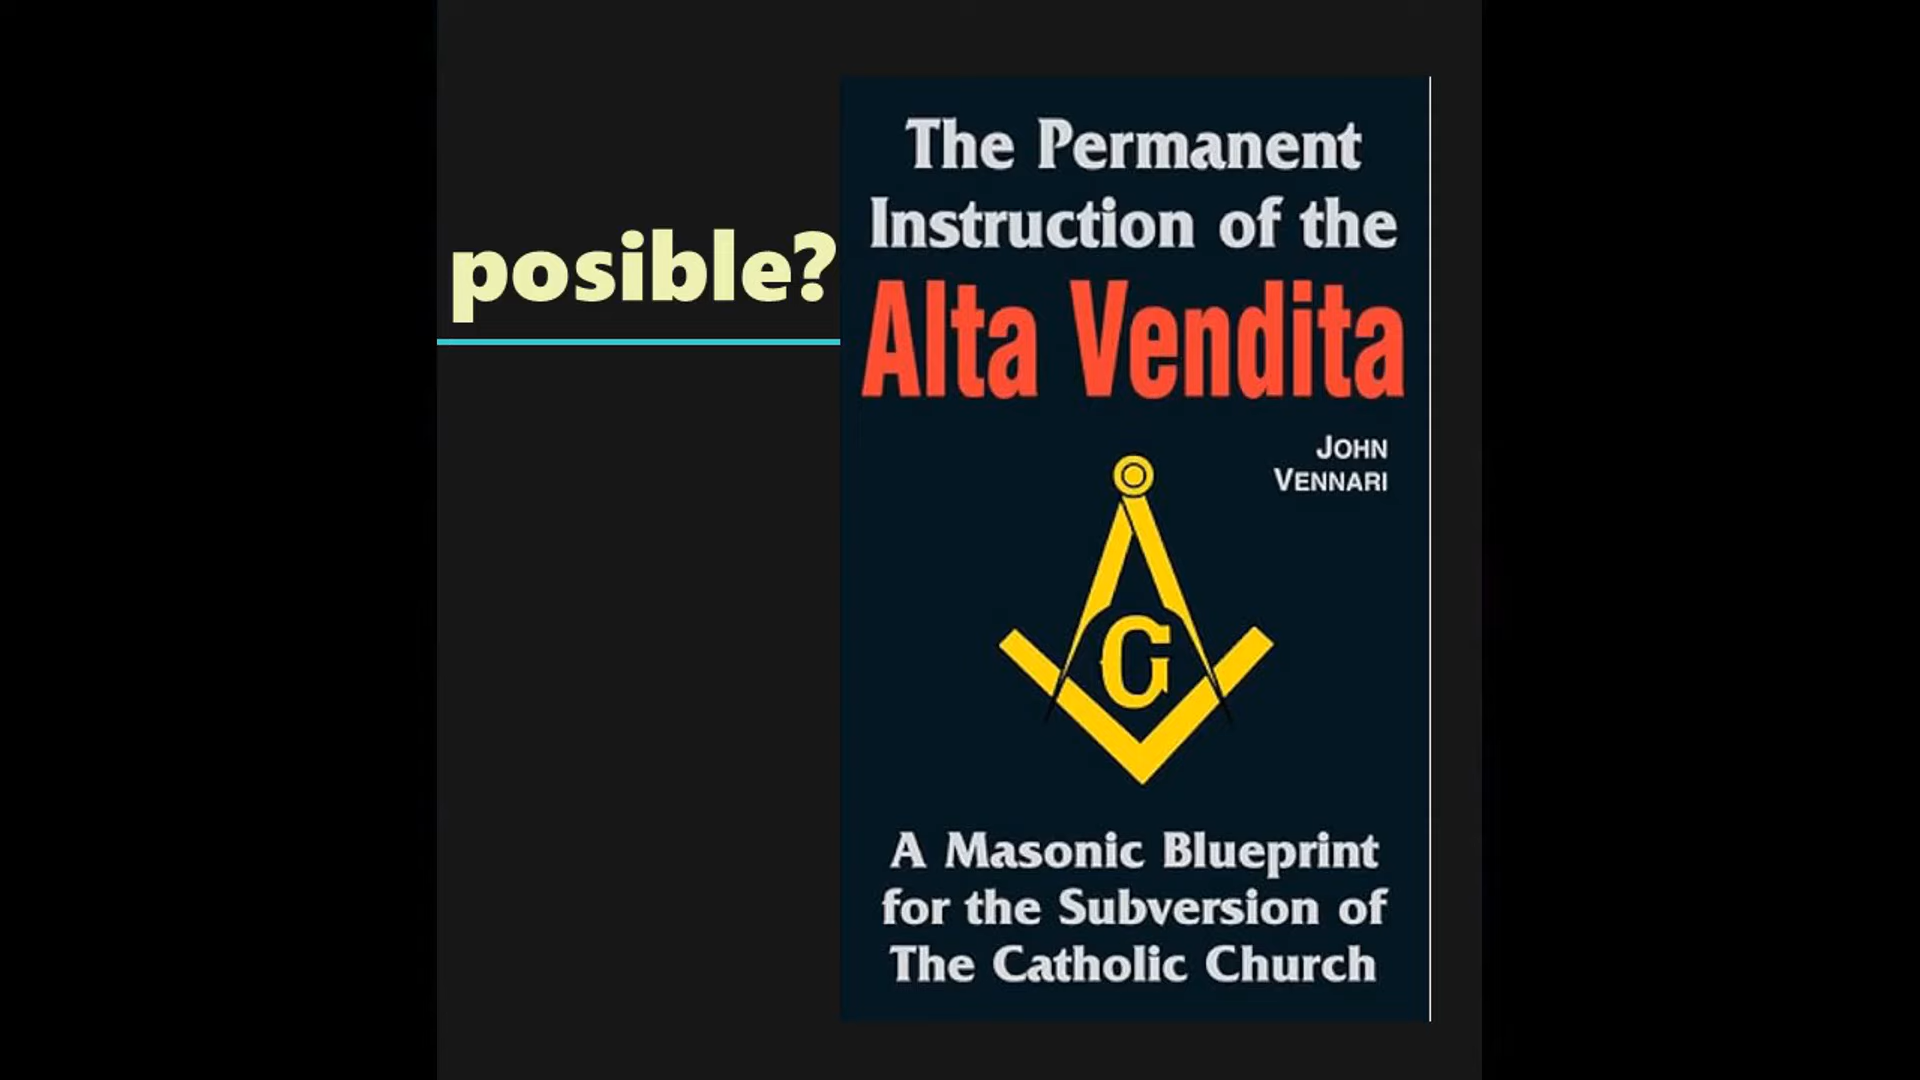 posible?
The Permanent
Instruction of the
Alta Vendita
JOHN
VENNARI
G
A Masonic Blueprint
for the Subversion of
The Catholic Church